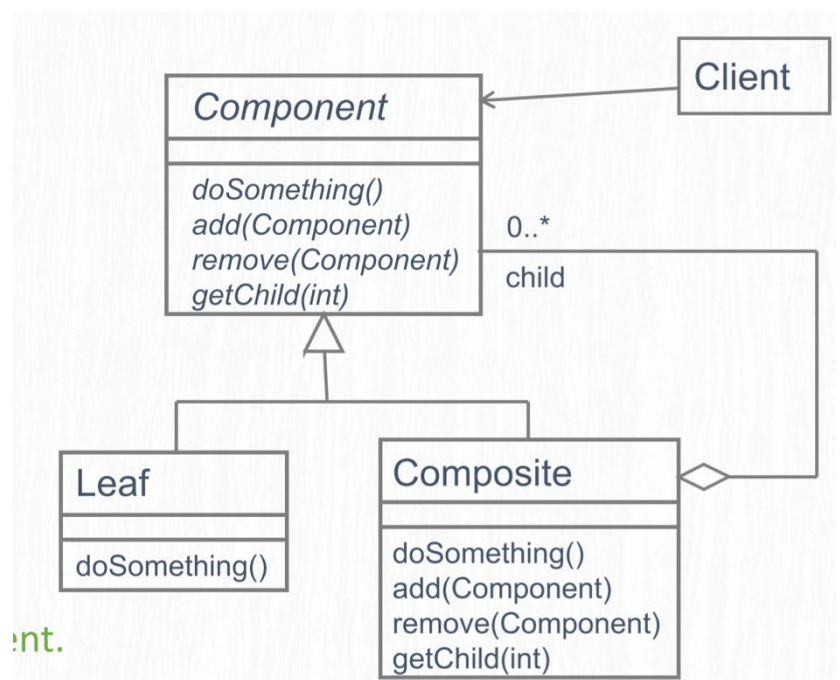 Client
Component
doSomething()
add(Component)
remove(Component)
getChild(int)
0..*
child
Leaf
doSomething()
Composite
doSomething()
add(Component)
remove(Component)
getChild(int)
ent.